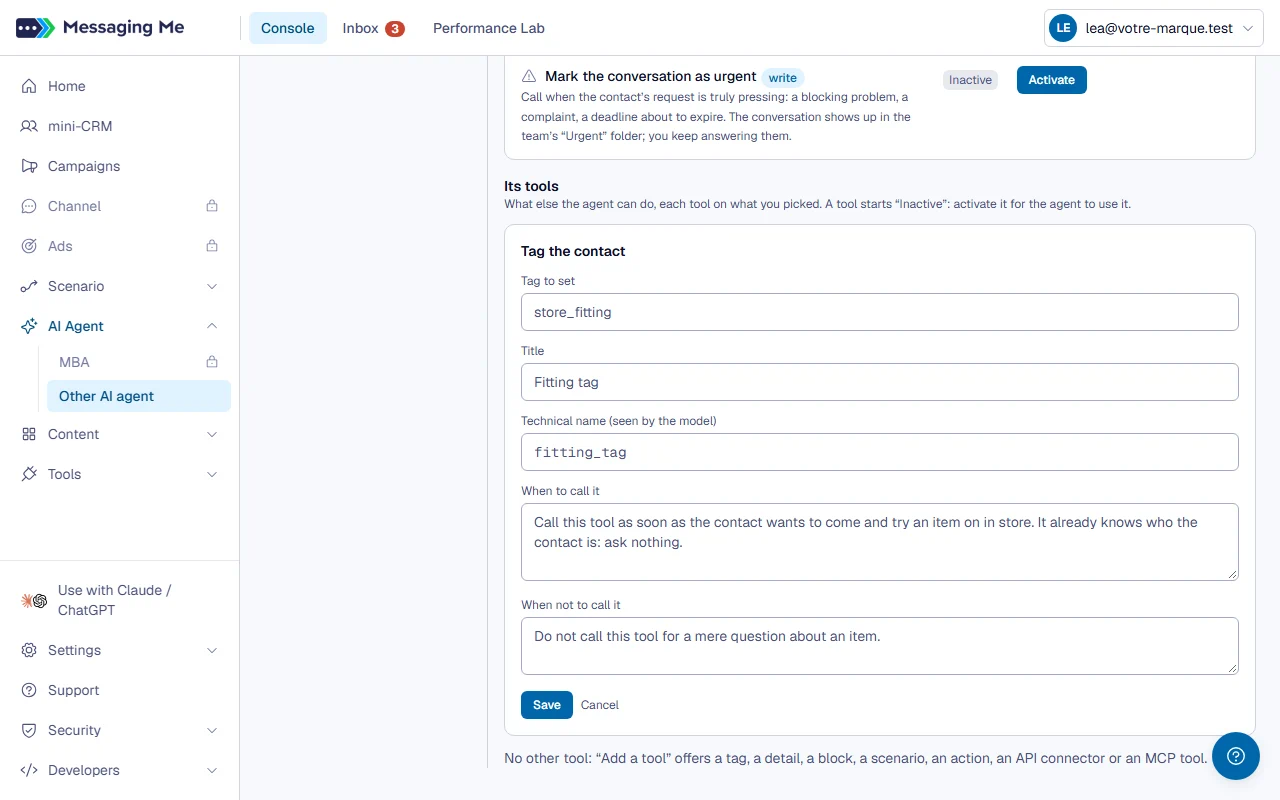 Messaging Me
Console
Inbox 3
Performance Lab
LE lea@votre-marque.test
Home
mini-CRM
Campaigns
Channel
Ads
Scenario
AI Agent
MBA
Other AI agent
Content
Tools
Use with Claude /
ChatGPT
Settings
Support
Security
Developers
Mark the conversation as urgent write
Call when the contact's request is truly pressing: a blocking problem, a
complaint, a deadline about to expire. The conversation shows up in the
team's “Urgent” folder; you keep answering them.
Inactive
Activate
Its tools
What else the agent can do, each tool on what you picked. A tool starts “Inactive”: activate it for the agent to use it.
Tag the contact
Tag to set
store_fitting
Title
Fitting tag
Technical name (seen by the model)
fitting_tag
When to call it
Call this tool as soon as the contact wants to come and try an item on in store. It already knows who the
contact is: ask nothing.
When not to call it
Do not call this tool for a mere question about an item.
Save
Cancel
No other tool: “Add a tool” offers a tag, a detail, a block, a scenario, an action, an API connector or an MCP tool.